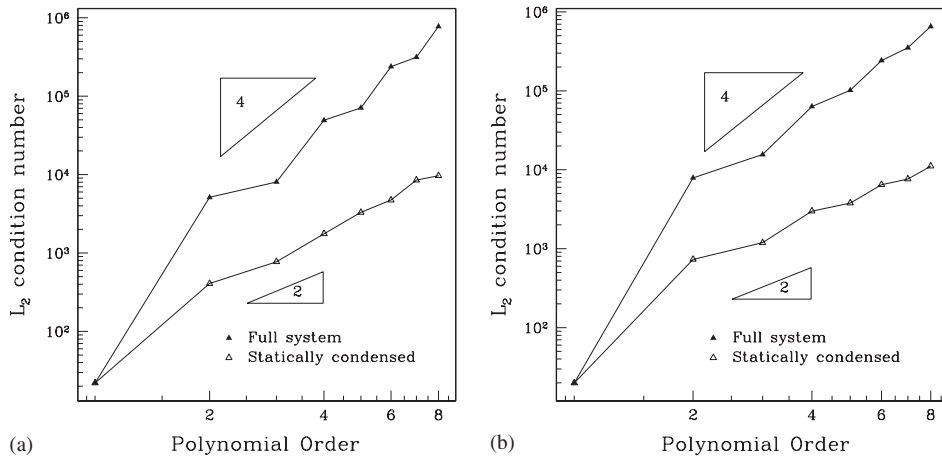 10⁶
10⁵
10⁴
10³
10²
L₂ condition number
4
2
Full system
Statically condensed
2
4
6
8
Polynomial Order
(a)
10⁶
10⁵
10⁴
10³
10²
L₂ condition number
4
2
Full system
Statically condensed
2
4
6
8
Polynomial Order
(b)